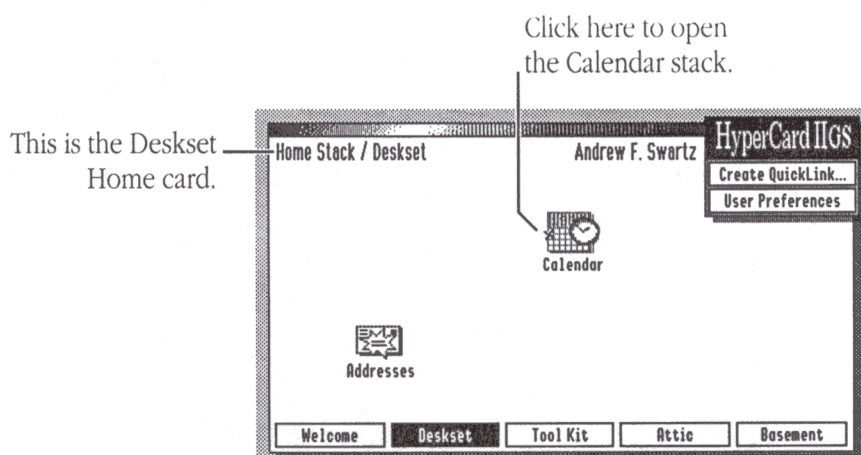 Click here to open
the Calendar stack.
This is the Deskset
Home card.
Home Stack / Deskset
Andrew F. Swartz
HyperCard IIGS
Create QuickLink...
User Preferences
Calendar
Addresses
Welcome
Deskset
Tool Kit
Attic
Basement